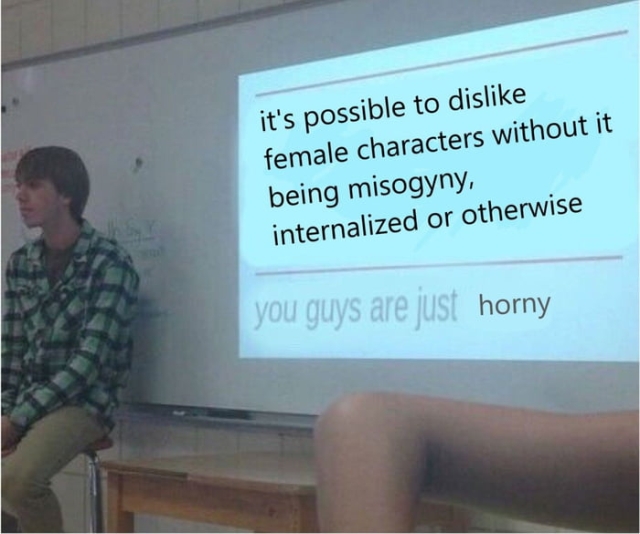 it's possible to dislike
female characters without it
being misogyny,
internalized or otherwise
you guys are just horny